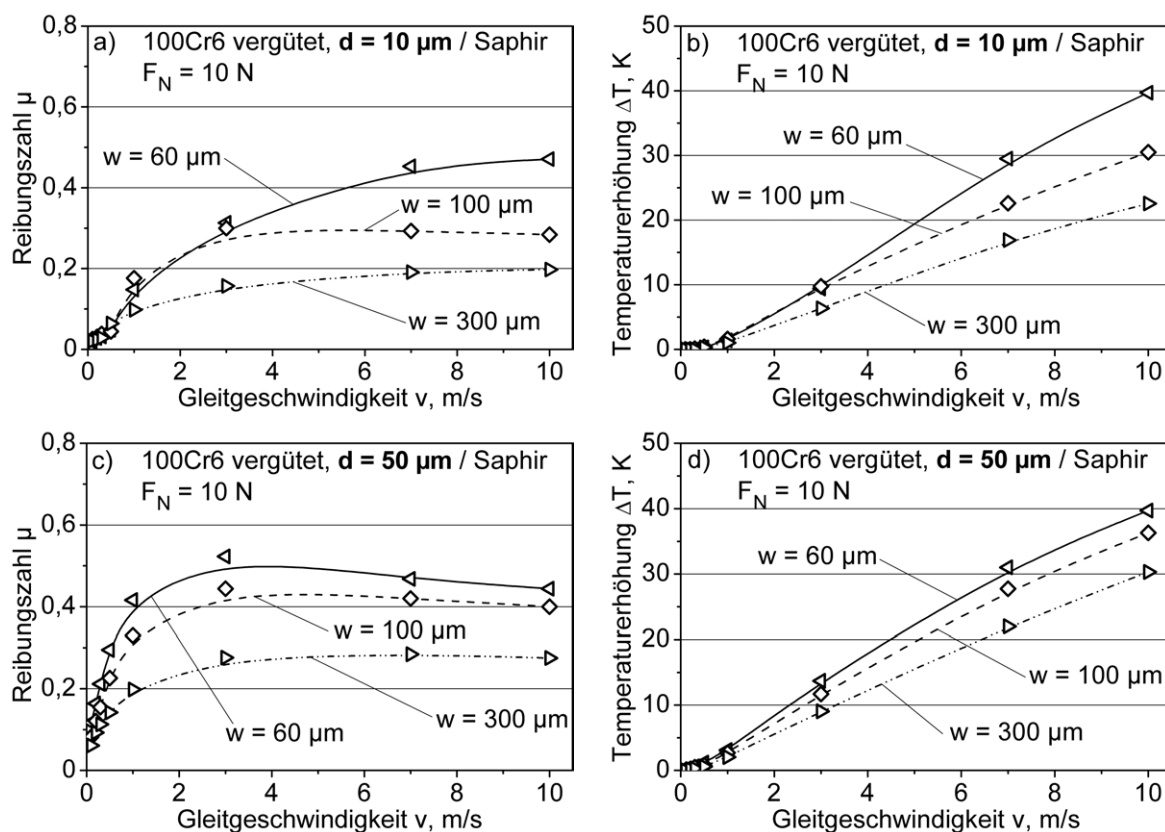 a) 100Cr6 vergütet, d = 10 µm / Saphir
F_N = 10 N
Reibungszahl µ
0,8
0,6
0,4
0,2
0
w = 60 µm
w = 100 µm
w = 300 µm
0 2 4 6 8 10
Gleitgeschwindigkeit v, m/s
b) 100Cr6 vergütet, d = 10 µm / Saphir
F_N = 10 N
Temperaturerhöhung ΔT, K
50
40
30
20
10
0
w = 60 µm
w = 100 µm
w = 300 µm
0 2 4 6 8 10
Gleitgeschwindigkeit v, m/s
c) 100Cr6 vergütet, d = 50 µm / Saphir
F_N = 10 N
Reibungszahl µ
0,8
0,6
0,4
0,2
0
w = 100 µm
w = 300 µm
w = 60 µm
0 2 4 6 8 10
Gleitgeschwindigkeit v, m/s
d) 100Cr6 vergütet, d = 50 µm / Saphir
F_N = 10 N
Temperaturerhöhung ΔT, K
50
40
30
20
10
0
w = 60 µm
w = 100 µm
w = 300 µm
0 2 4 6 8 10
Gleitgeschwindigkeit v, m/s